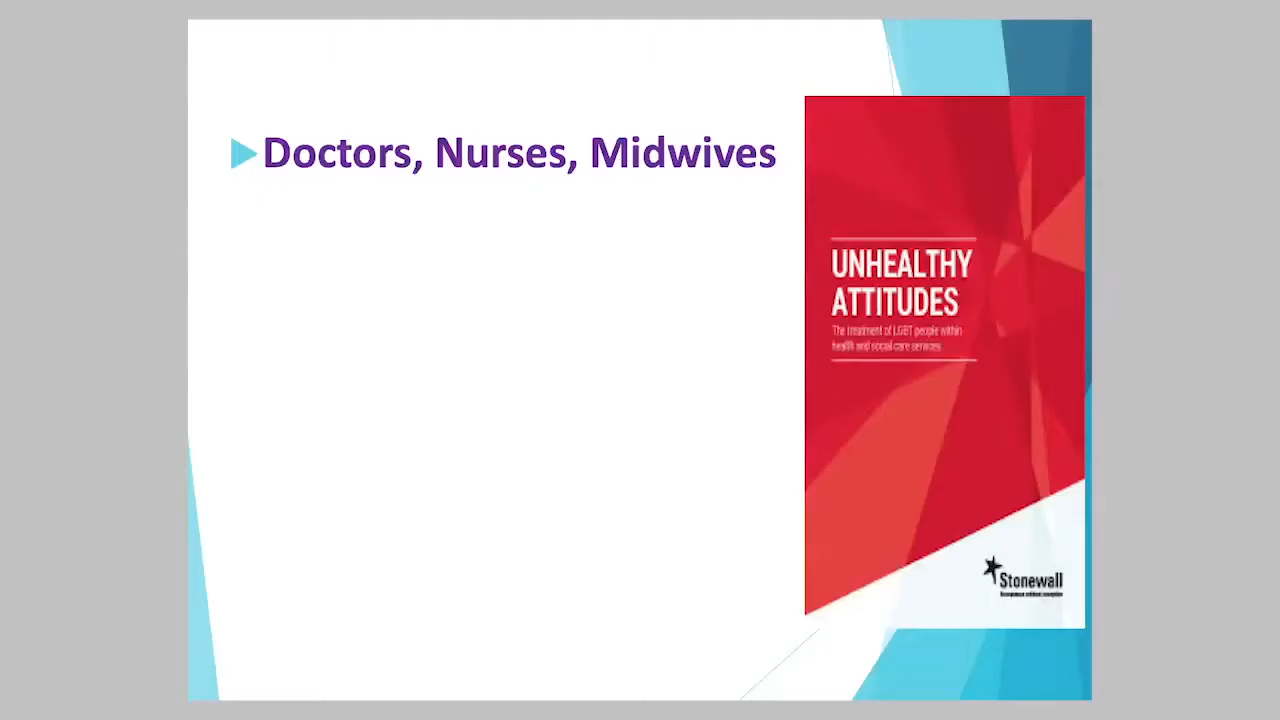 Doctors, Nurses, Midwives
UNHEALTHY
ATTITUDES
The treatment of LGBT people within
health and social care services
Stonewall